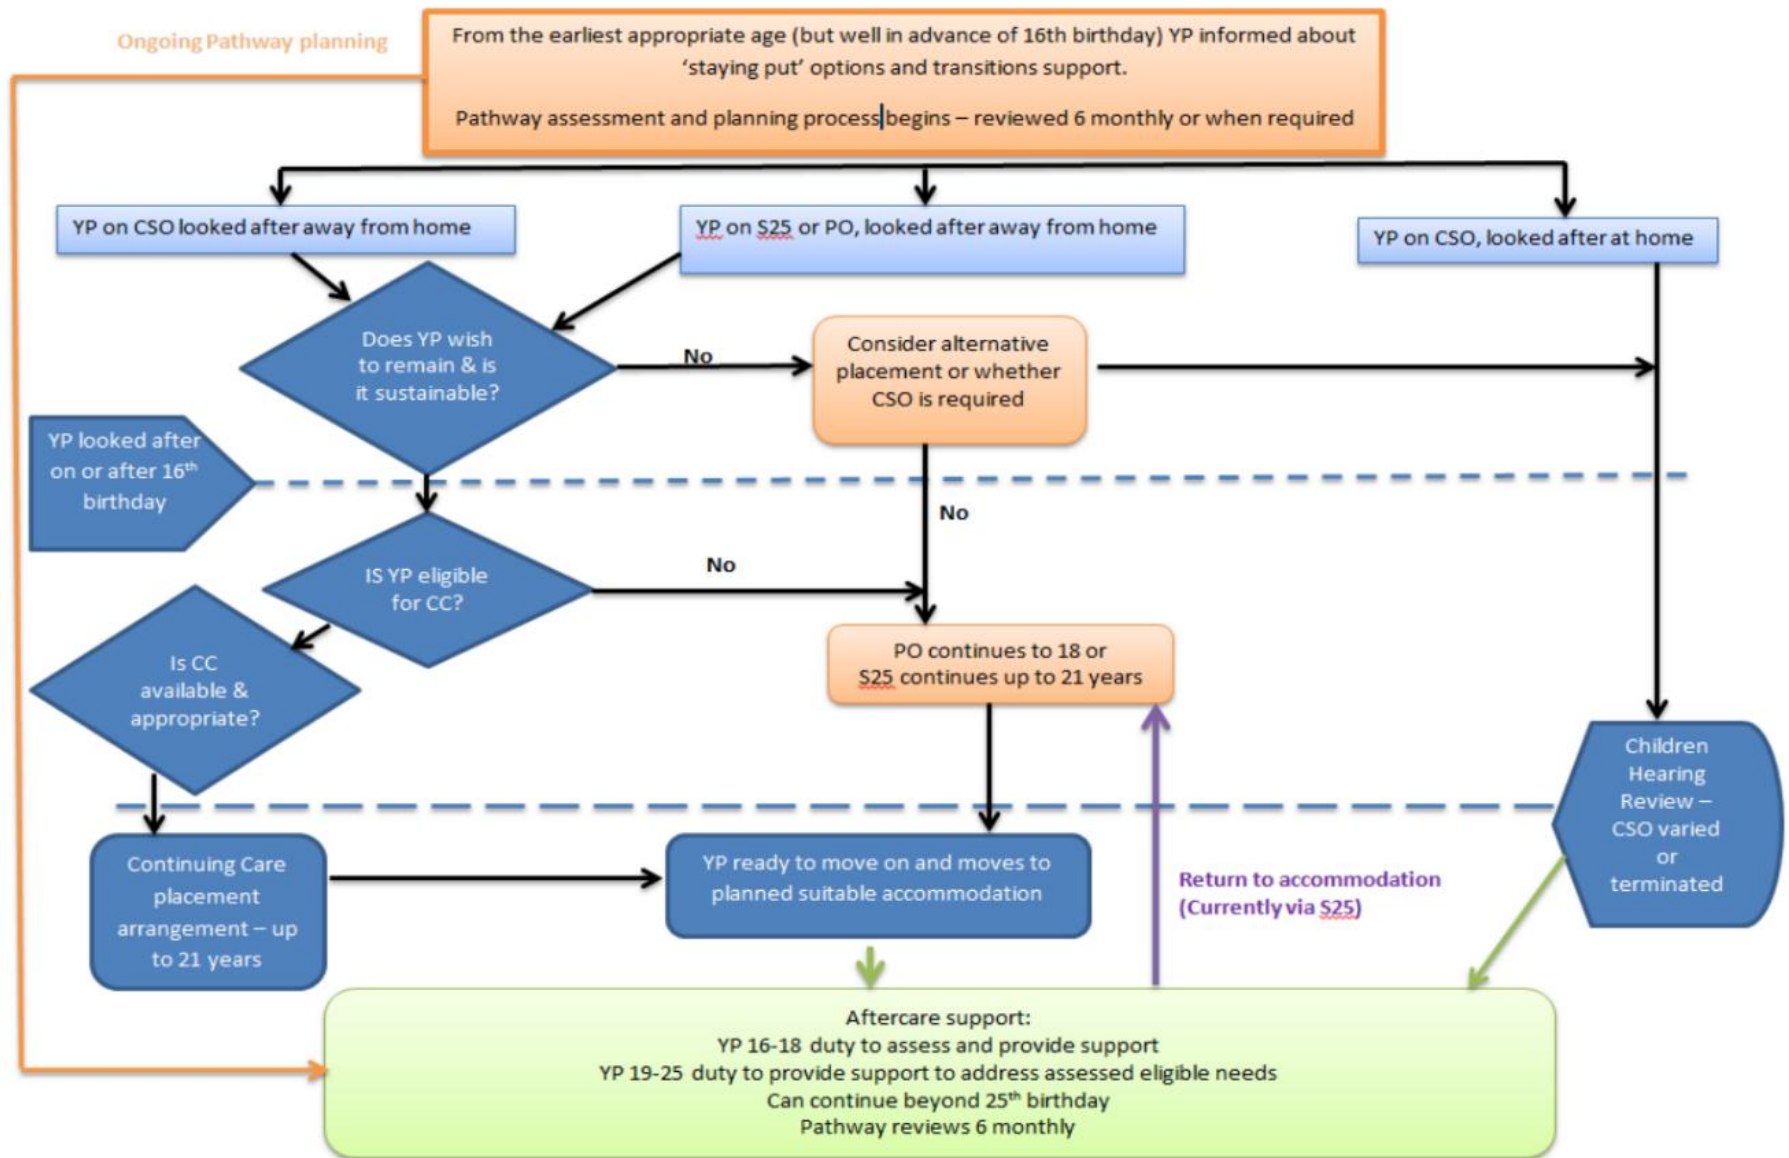 Ongoing Pathway planning
From the earliest appropriate age (but well in advance of 16th birthday) YP informed about
‘staying put’ options and transitions support.
Pathway assessment and planning process begins – reviewed 6 monthly or when required
YP on CSO looked after away from home
YP on S25 or PO, looked after away from home
YP on CSO, looked after at home
Does YP wish
to remain & is
it sustainable?
No
Consider alternative
placement or whether
CSO is required
YP looked after
on or after 16th
birthday
No
IS YP eligible
for CC?
No
Is CC
available &
appropriate?
PO continues to 18 or
S25 continues up to 21 years
Children
Hearing
Review –
CSO varied
or
terminated
Continuing Care
placement
arrangement – up
to 21 years
YP ready to move on and moves to
planned suitable accommodation
Return to accommodation
(Currently via S25)
Aftercare support:
YP 16-18 duty to assess and provide support
YP 19-25 duty to provide support to address assessed eligible needs
Can continue beyond 25th birthday
Pathway reviews 6 monthly